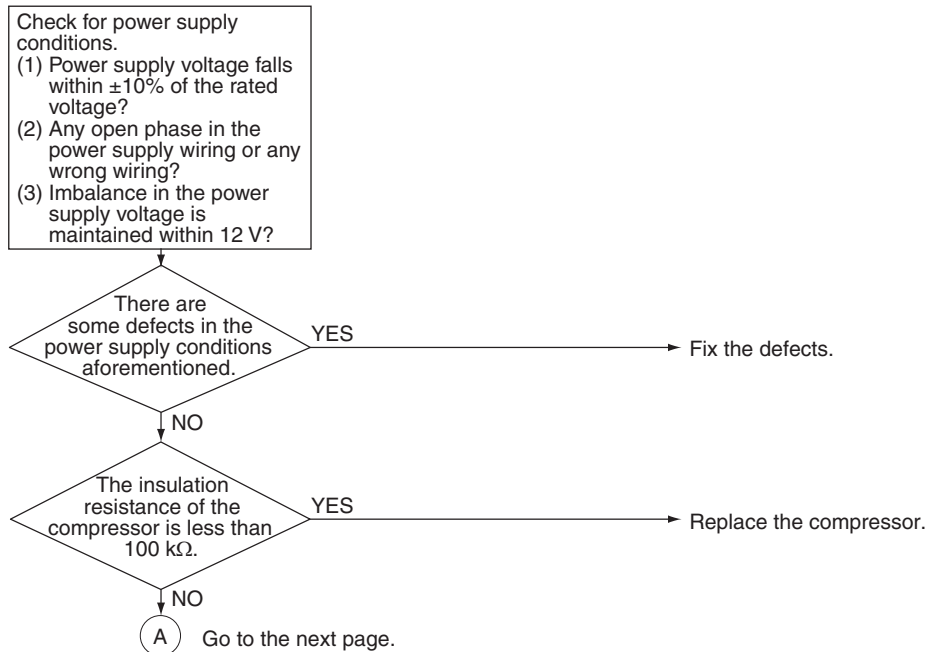 Check for power supply
conditions.
(1) Power supply voltage falls
within ±10% of the rated
voltage?
(2) Any open phase in the
power supply wiring or any
wrong wiring?
(3) Imbalance in the power
supply voltage is
maintained within 12 V?
There are
some defects in the
power supply conditions
aforementioned.
YES
Fix the defects.
NO
The insulation
resistance of the
compressor is less than
100 kΩ.
YES
Replace the compressor.
NO
A
Go to the next page.